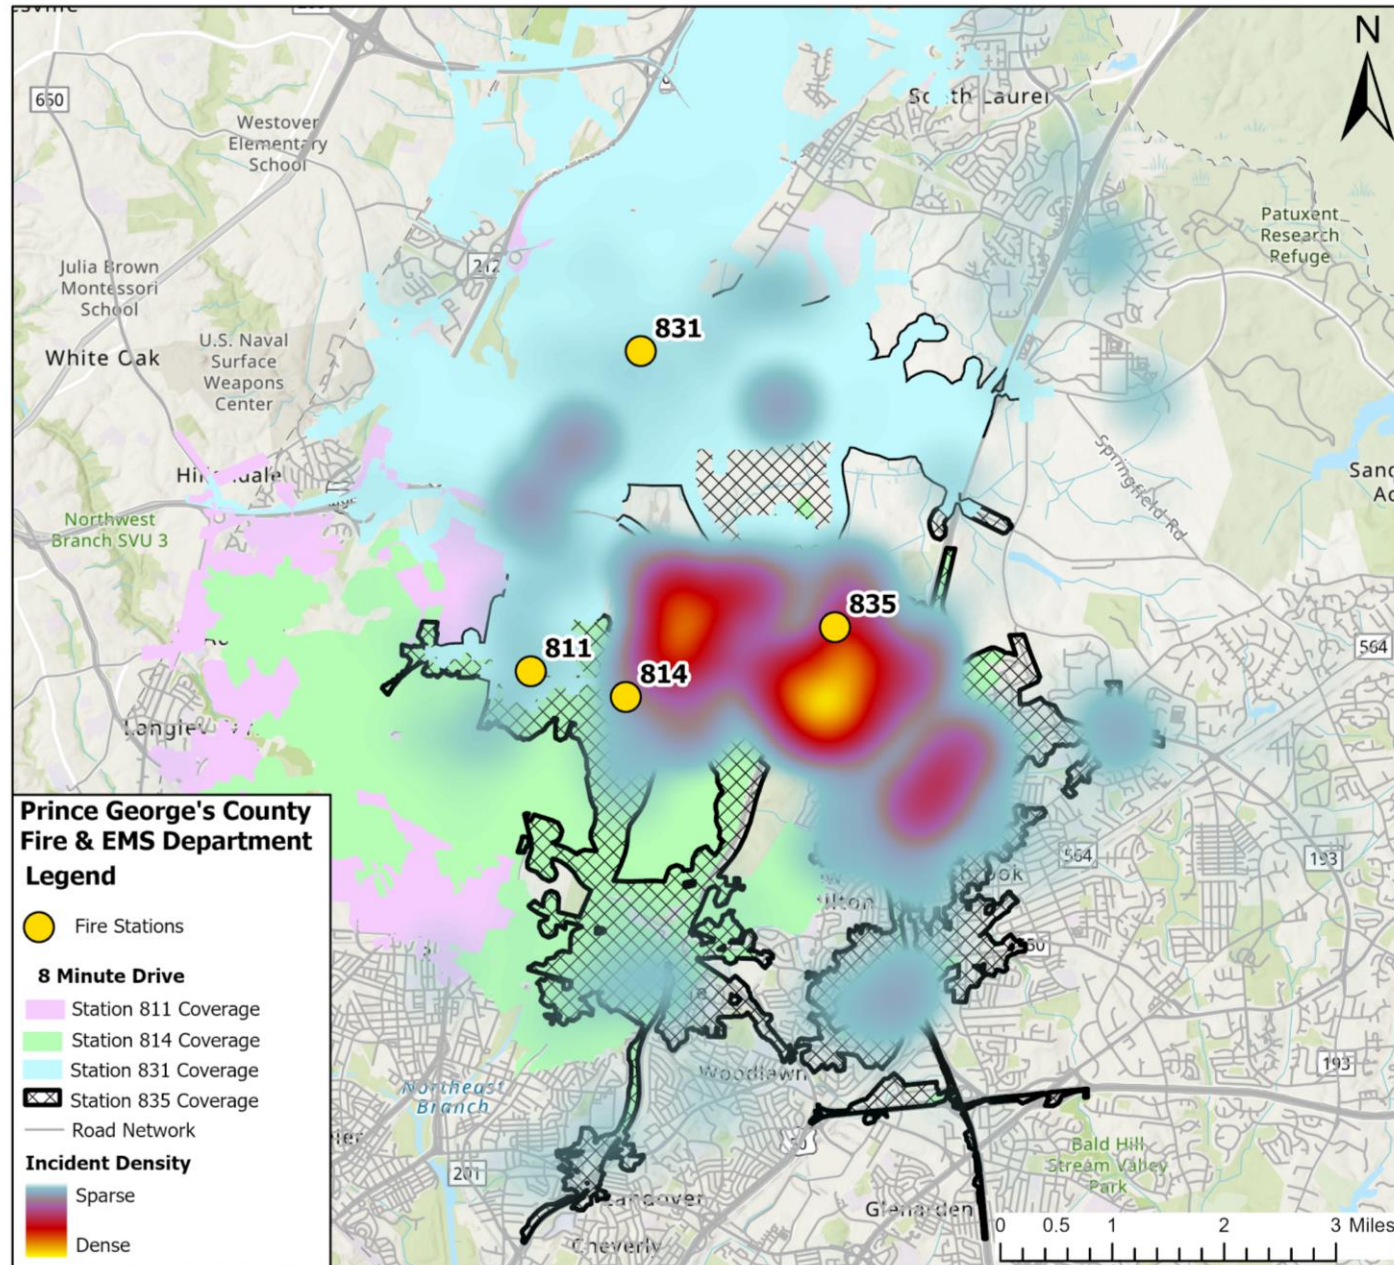 N
650
Westover
Elementary
School
212
Patuxent
Research
Refuge
Julia Brown
Montessori
School
831
White Oak
U.S. Naval
Surface
Weapons
Center
Springfield Rd
Northwest
Branch SVU 3
835
564
811
814
Prince George's County
Fire & EMS Department
Legend
Fire Stations
8 Minute Drive
Station 811 Coverage
Station 814 Coverage
Station 831 Coverage
Station 835 Coverage
Road Network
Incident Density
Sparse
Dense
564
193
193
Northeast
Branch
Woodlawn
201
Bald Hill
Stream Valley
Park
Landover
Glenarden
Cheverly
0 0.5 1 2 3 Miles